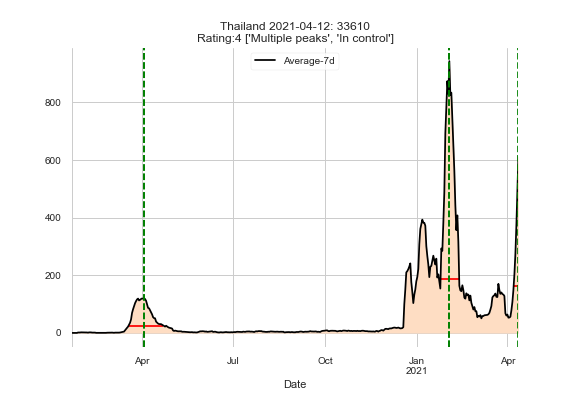 Thailand 2021-04-12: 33610
Rating:4 ['Multiple peaks', 'In control']
Average-7d
800
600
400
200
0
Apr
Jul
Oct
Jan
2021
Apr
Date